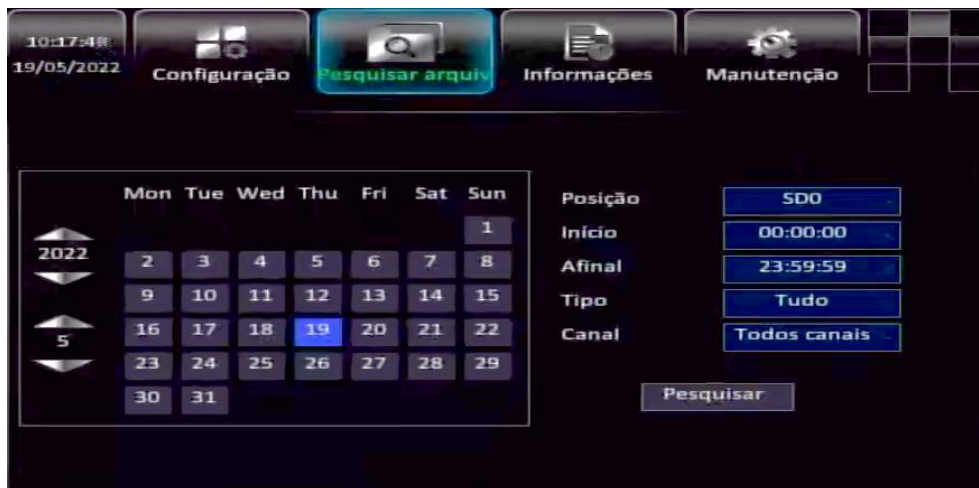 10:17:48
19/05/2022
Configuração
Pesquisar arquiv
Informações
Manutenção
Mon Tue Wed Thu Fri Sat Sun
1
2022
2 3 4 5 6 7 8
9 10 11 12 13 14 15
5
16 17 18 19 20 21 22
23 24 25 26 27 28 29
30 31
Posição SD0
Início 00:00:00
Afinal 23:59:59
Tipo Tudo
Canal Todos canais
Pesquisar